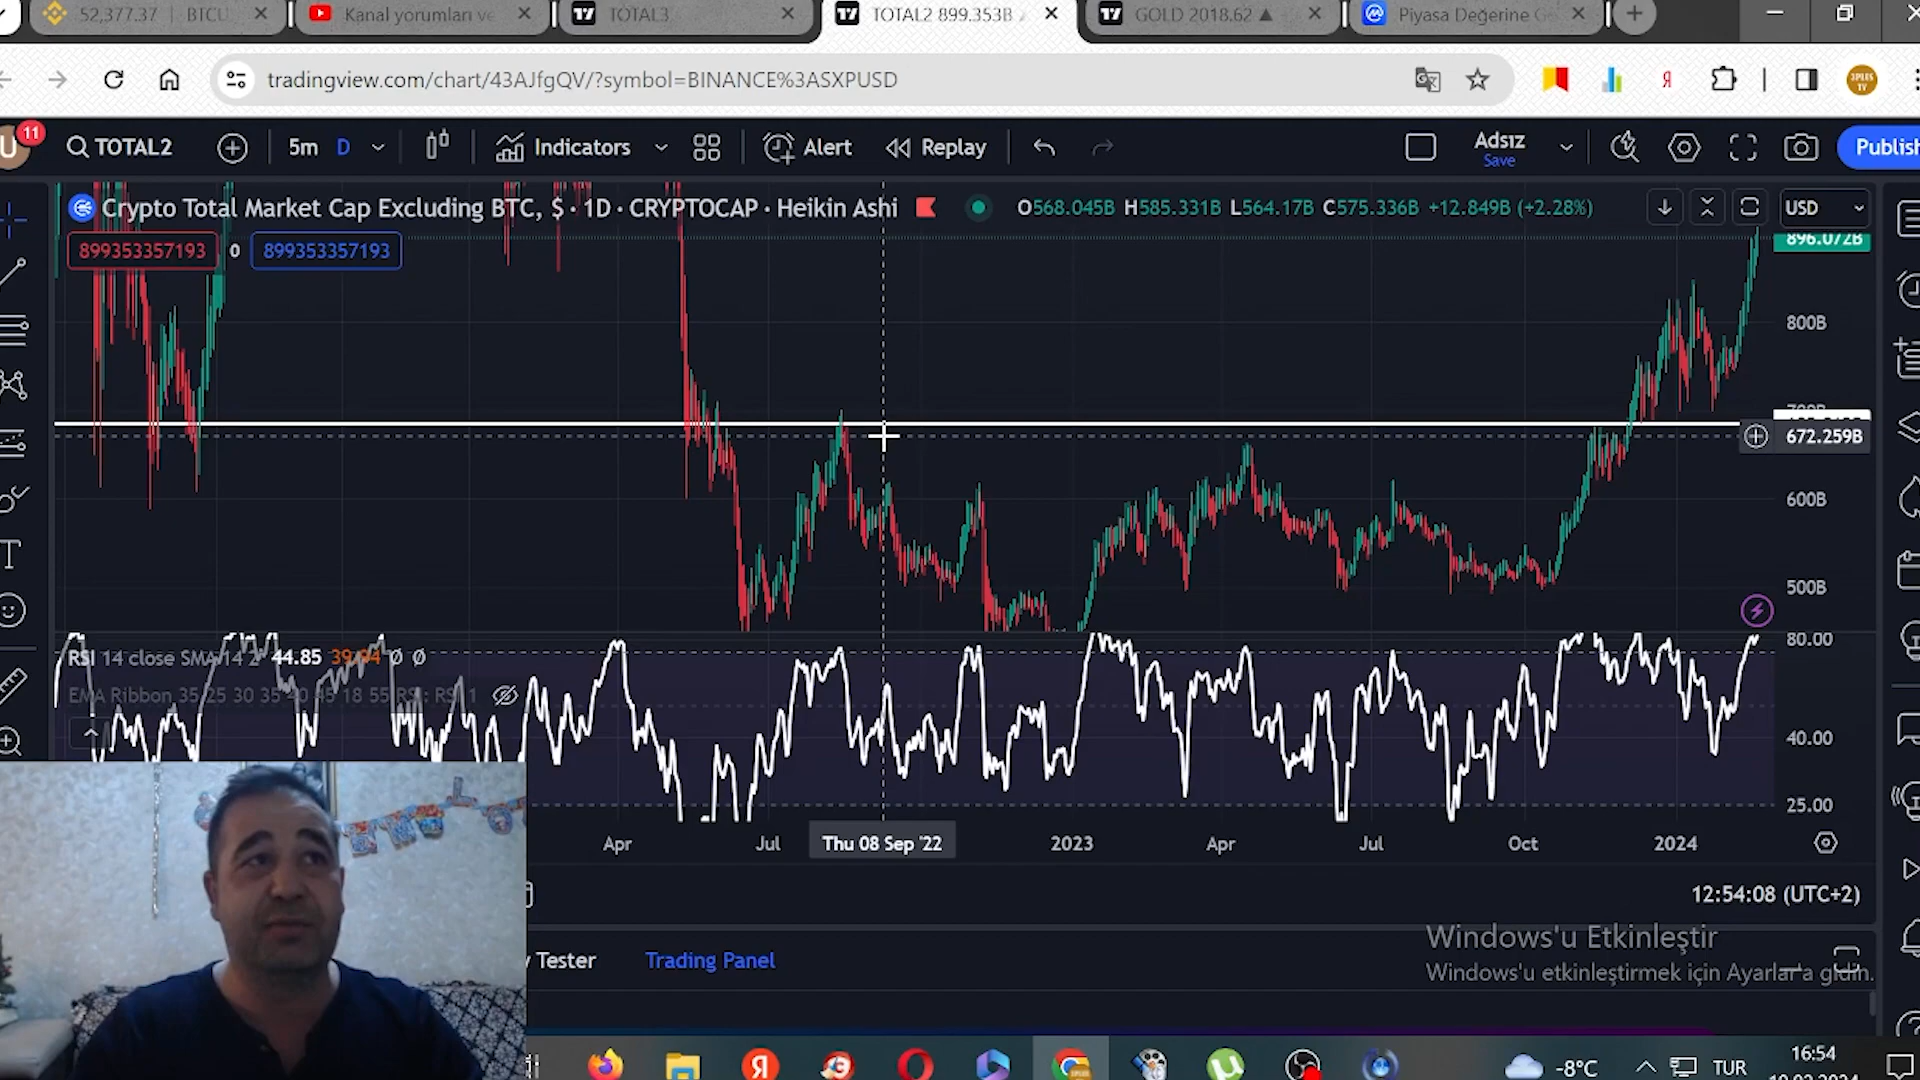 52,377.37 | BTCU
Kanal yorumları ve
TOTAL3
TOTAL2 899.353B
GOLD 2018.62 ▲
Piyasa Değerine G
tradingview.com/chart/43AJfgQV/?symbol=BINANCE%3ASXPUSD
U
11
TOTAL2
5m
D
Indicators
Alert
Replay
Adsız
Save
Publish
Crypto Total Market Cap Excluding BTC, $ · 1D · CRYPTOCAP · Heikin Ashi
O568.045B H585.331B L564.17B C575.336B +12.849B (+2.28%)
USD
899353357193
0
899353357193
896.072B
800B
672.259B
600B
500B
RSI 14 close SMA 14 2 44.85 Ø Ø
80.00
EMA Ribbon 35 25 30 35 40 45 18 55 RSI: RSI 1
40.00
25.00
Apr
Jul
Thu 08 Sep '22
2023
Apr
Jul
Oct
2024
12:54:08 (UTC+2)
Windows'u Etkinleştir
Windows'u etkinleştirmek için Ayarlar'a gidin.
Tester
Trading Panel
-8°C
TUR
16:54